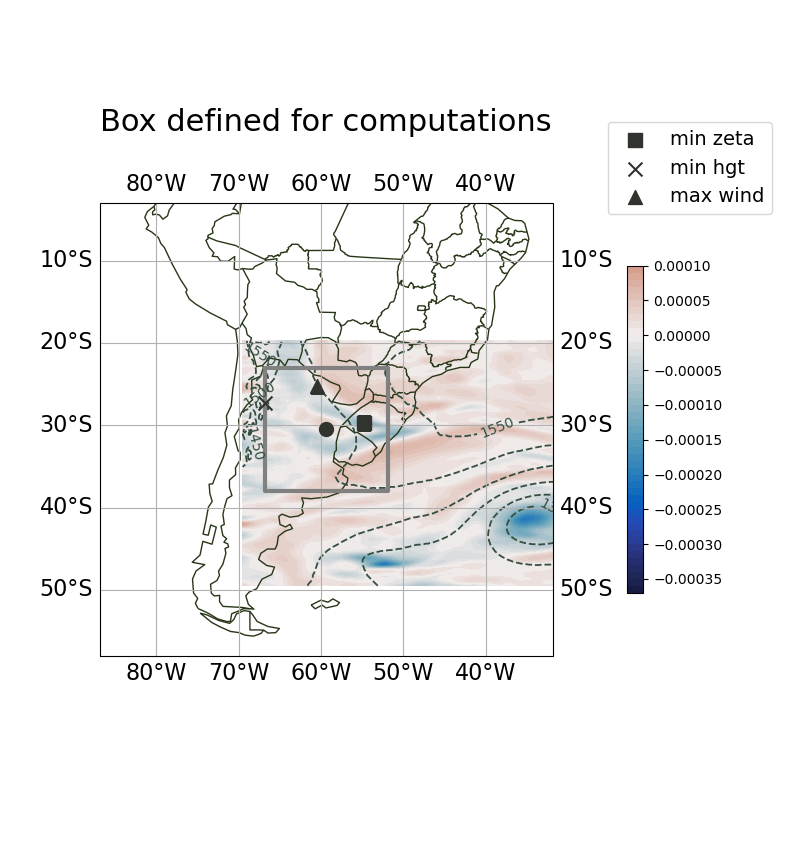 Box defined for computations
min zeta
min hgt
max wind
80°W 70°W 60°W 50°W 40°W
10°S 10°S
20°S 20°S
30°S 30°S
40°S 40°S
50°S 50°S
80°W 70°W 60°W 50°W 40°W
1550
1550
1450
0.00010
0.00005
0.00000
−0.00005
−0.00010
−0.00015
−0.00020
−0.00025
−0.00030
−0.00035